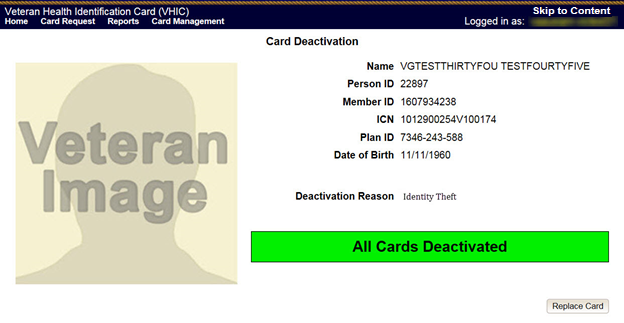 Veteran Health Identification Card (VHIC)
Skip to Content
Home Card Request Reports Card Management
Logged in as:
Card Deactivation
Veteran
Image
Name VGTESTTHIRTYFOU TESTFOURTYFIVE
Person ID 22897
Member ID 1607934238
ICN 1012900254V100174
Plan ID 7346-243-588
Date of Birth 11/11/1960
Deactivation Reason Identity Theft
All Cards Deactivated
Replace Card